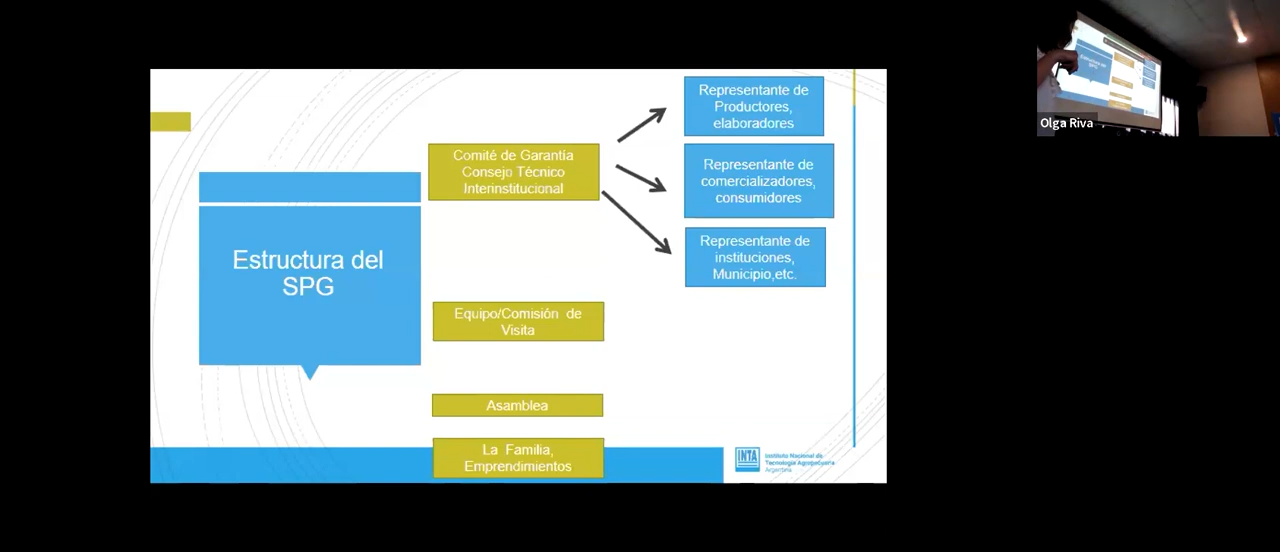 Estructura del
SPG
Comité de Garantía
Consejo Técnico
Interinstitucional
Representante de
Productores,
elaboradores
Representante de
comercializadores,
consumidores
Representante de
instituciones,
Municipio,etc.
Equipo/Comisión de
Visita
Asamblea
La Familia,
Emprendimientos
INTA
Instituto Nacional de
Tecnología Agropecuaria
Argentina
Olga Riva